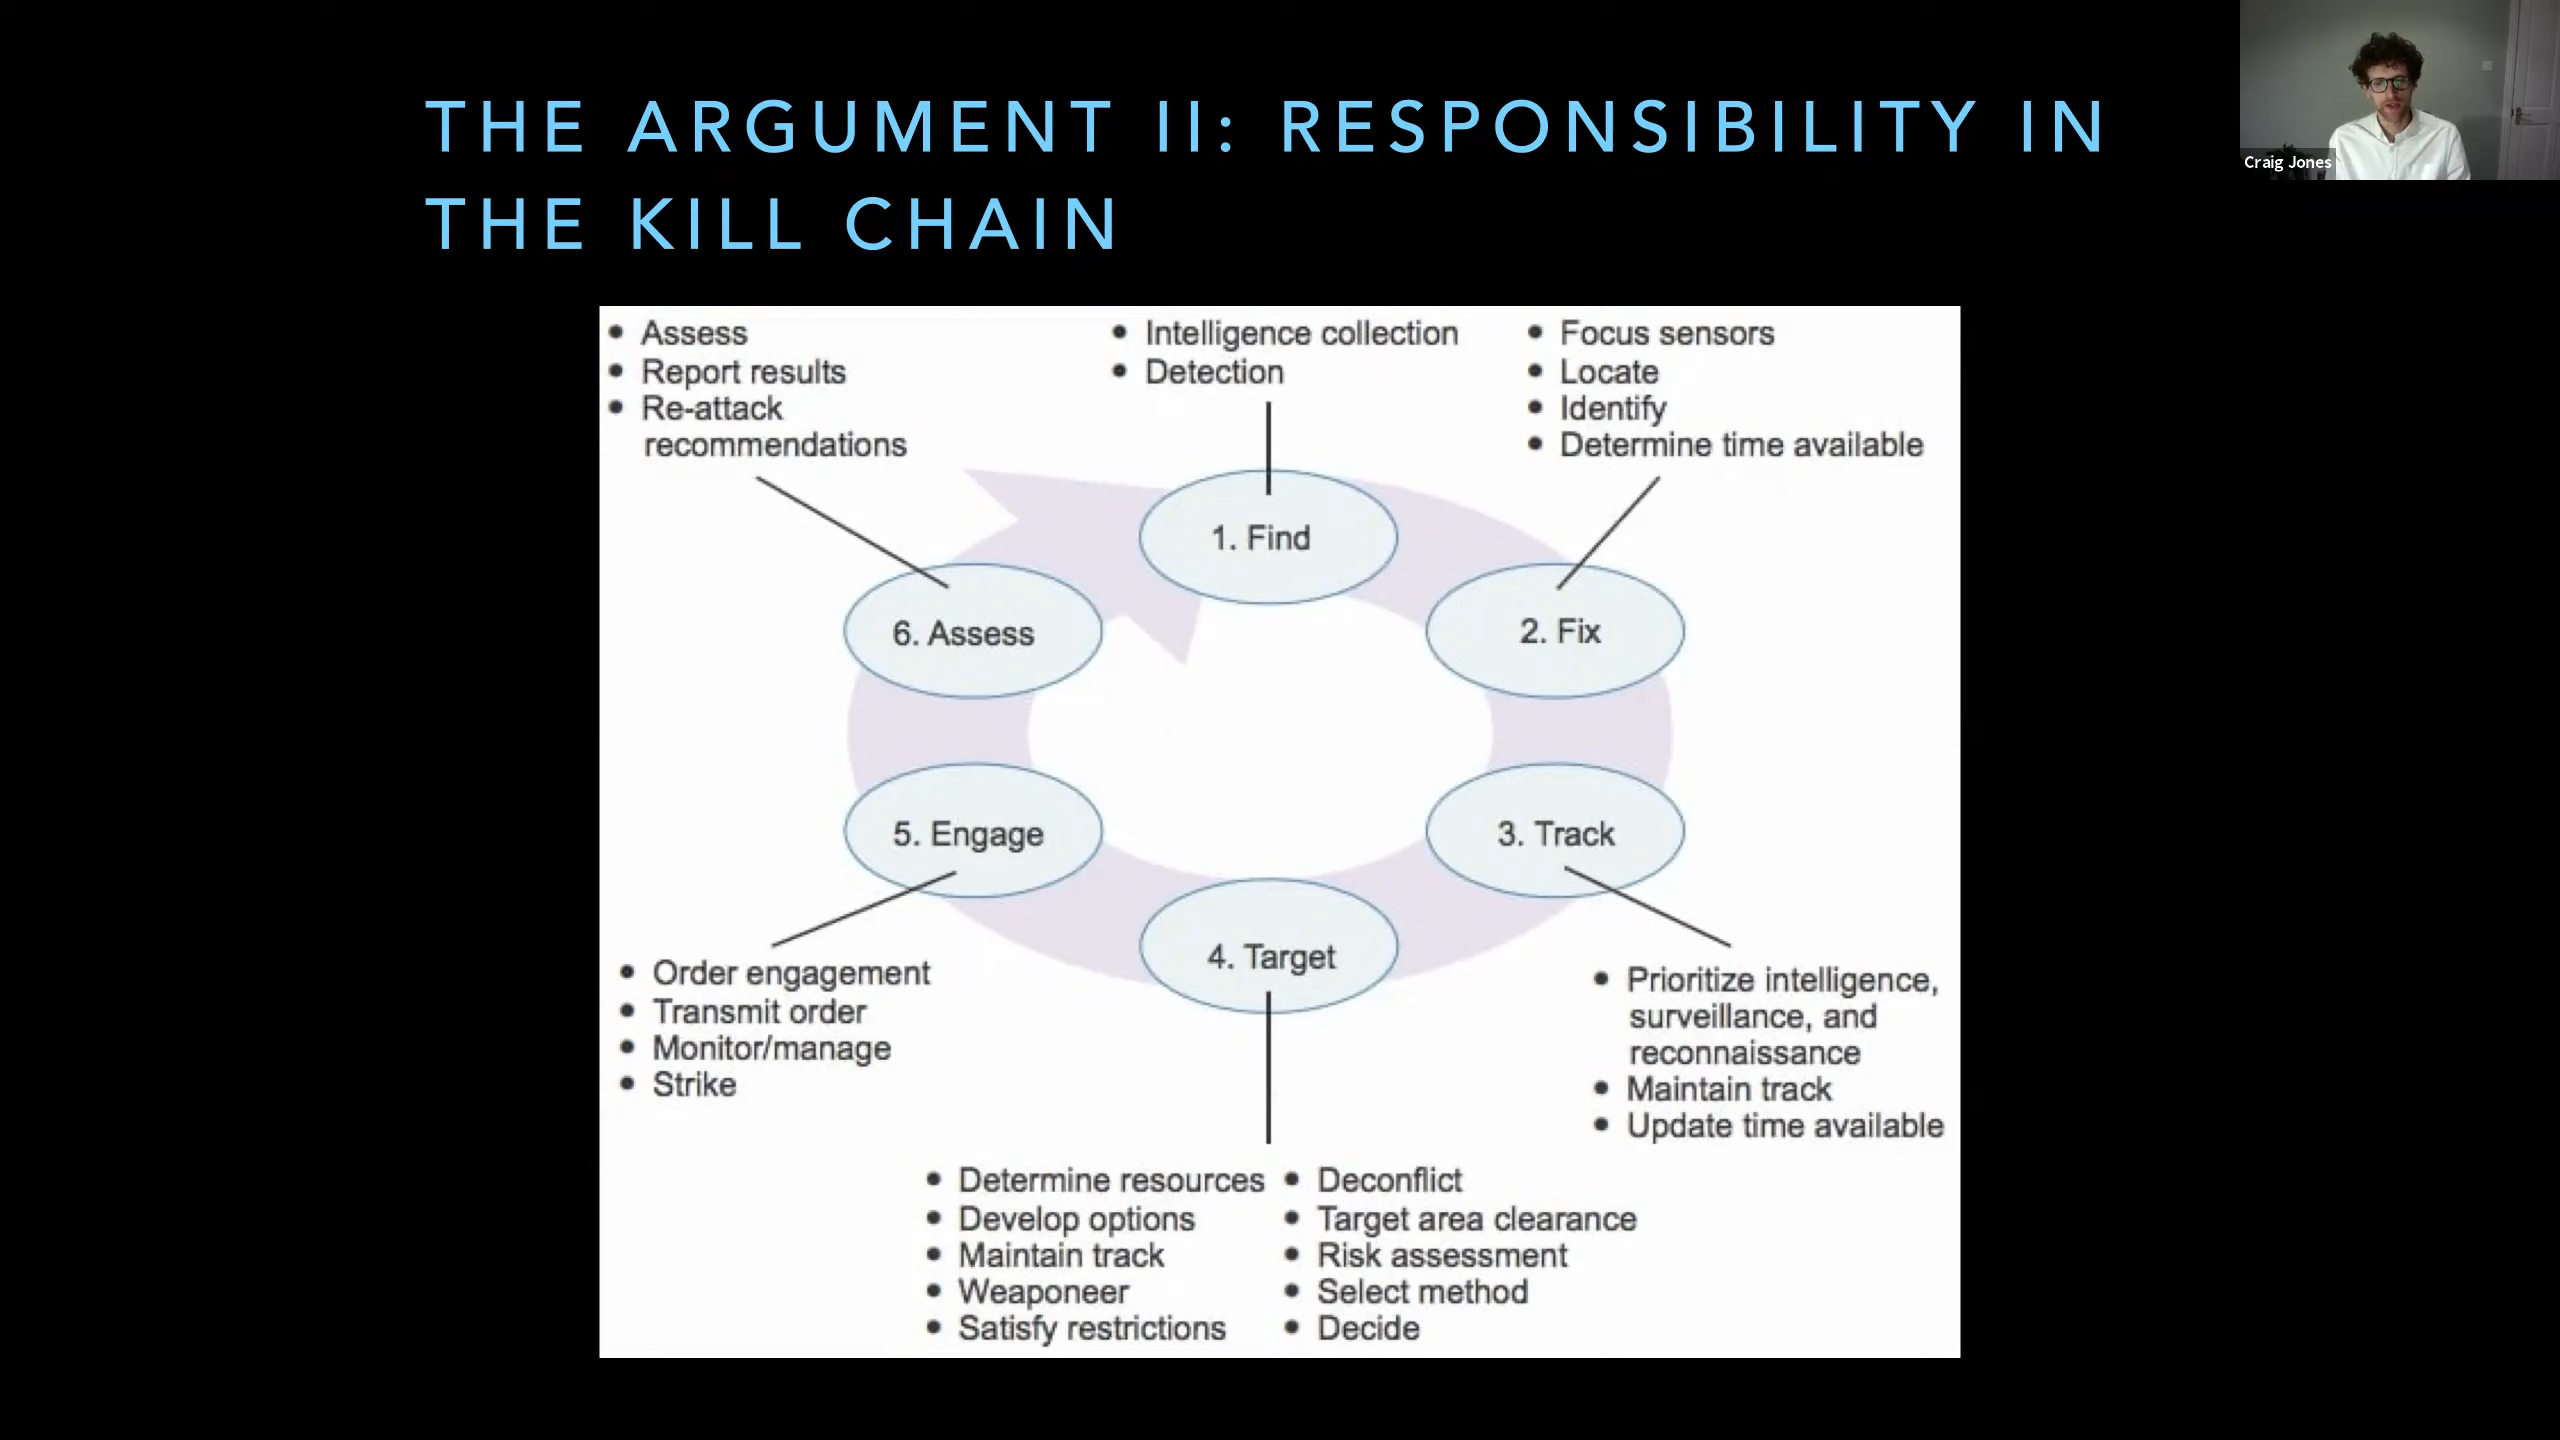 THE ARGUMENT II: RESPONSIBILITY IN
THE KILL CHAIN
Craig Jones
• Assess
• Report results
• Re-attack
recommendations
• Intelligence collection
• Detection
• Focus sensors
• Locate
• Identify
• Determine time available
1. Find
2. Fix
3. Track
4. Target
5. Engage
6. Assess
• Prioritize intelligence,
surveillance, and
reconnaissance
• Maintain track
• Update time available
• Order engagement
• Transmit order
• Monitor/manage
• Strike
• Determine resources
• Develop options
• Maintain track
• Weaponeer
• Satisfy restrictions
• Deconflict
• Target area clearance
• Risk assessment
• Select method
• Decide